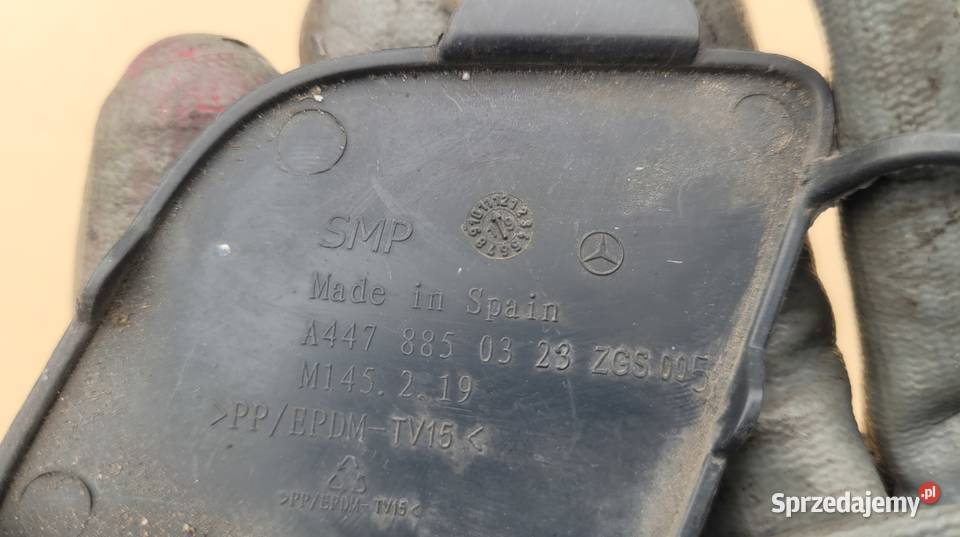 SMP
Made in Spain
A447 885 03 23 ZGS 005
M145.2.19
>PP/EPDM-TV15<
>PP/EPDM-TV15<
Sprzedajemy.pl